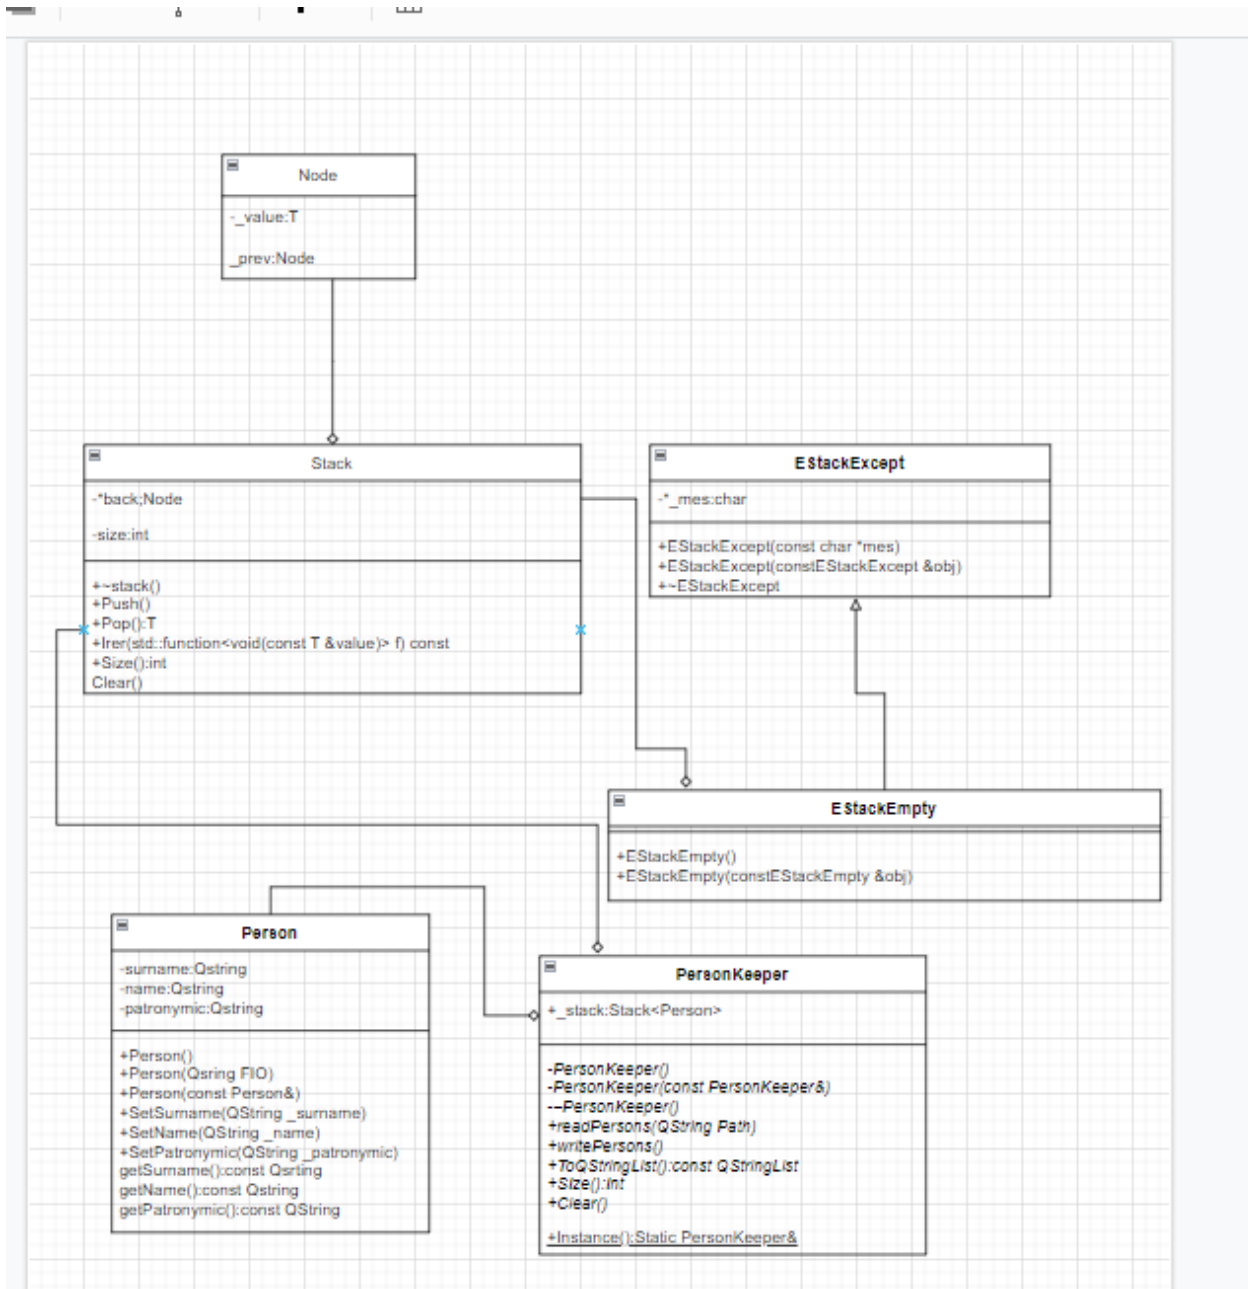 Node
-_value:T
_prev:Node
Stack
-*back;Node
-size:int
+~stack()
+Push()
+Pop():T
+Irer(std::function<void(const T &value)> f) const
+Size():int
Clear()
EStackExcept
-*_mes:char
+EStackExcept(const char *mes)
+EStackExcept(constEStackExcept &obj)
+~EStackExcept
EStackEmpty
+EStackEmpty()
+EStackEmpty(constEStackEmpty &obj)
Person
-surname:Qstring
-name:Qstring
-patronymic:Qstring
+Person()
+Person(Qsring FIO)
+Person(const Person&)
+SetSurname(QString _surname)
+SetName(QString _name)
+SetPatronymic(QString _patronymic)
getSurname():const Qsrting
getName():const Qstring
getPatronymic():const QString
PersonKeeper
+_stack:Stack<Person>
-PersonKeeper()
-PersonKeeper(const PersonKeeper&)
-~PersonKeeper()
+readPersons(QString Path)
+writePersons()
+ToQStringList():const QStringList
+Size():int
+Clear()
+Instance():Static PersonKeeper&